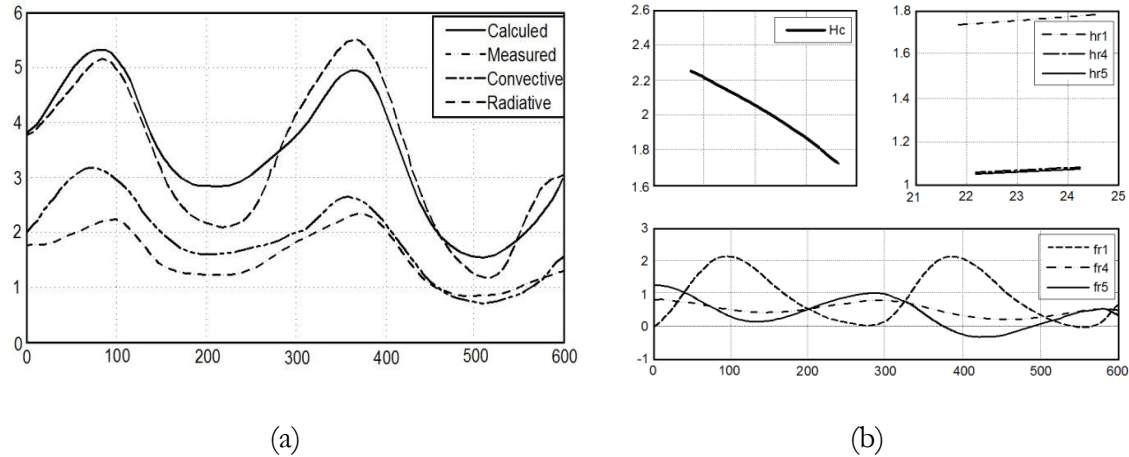 6
5
4
3
2
1
0
0 100 200 300 400 500 600
Calculed
Measured
Convective
Radiative
(a)
2.6
2.4
2.2
2
1.8
1.6
Hc
1.8
1.6
1.4
1.2
1
21 22 23 24 25
hr1
hr4
hr5
3
2
1
0
-1
0 100 200 300 400 500 600
fr1
fr4
fr5
(b)